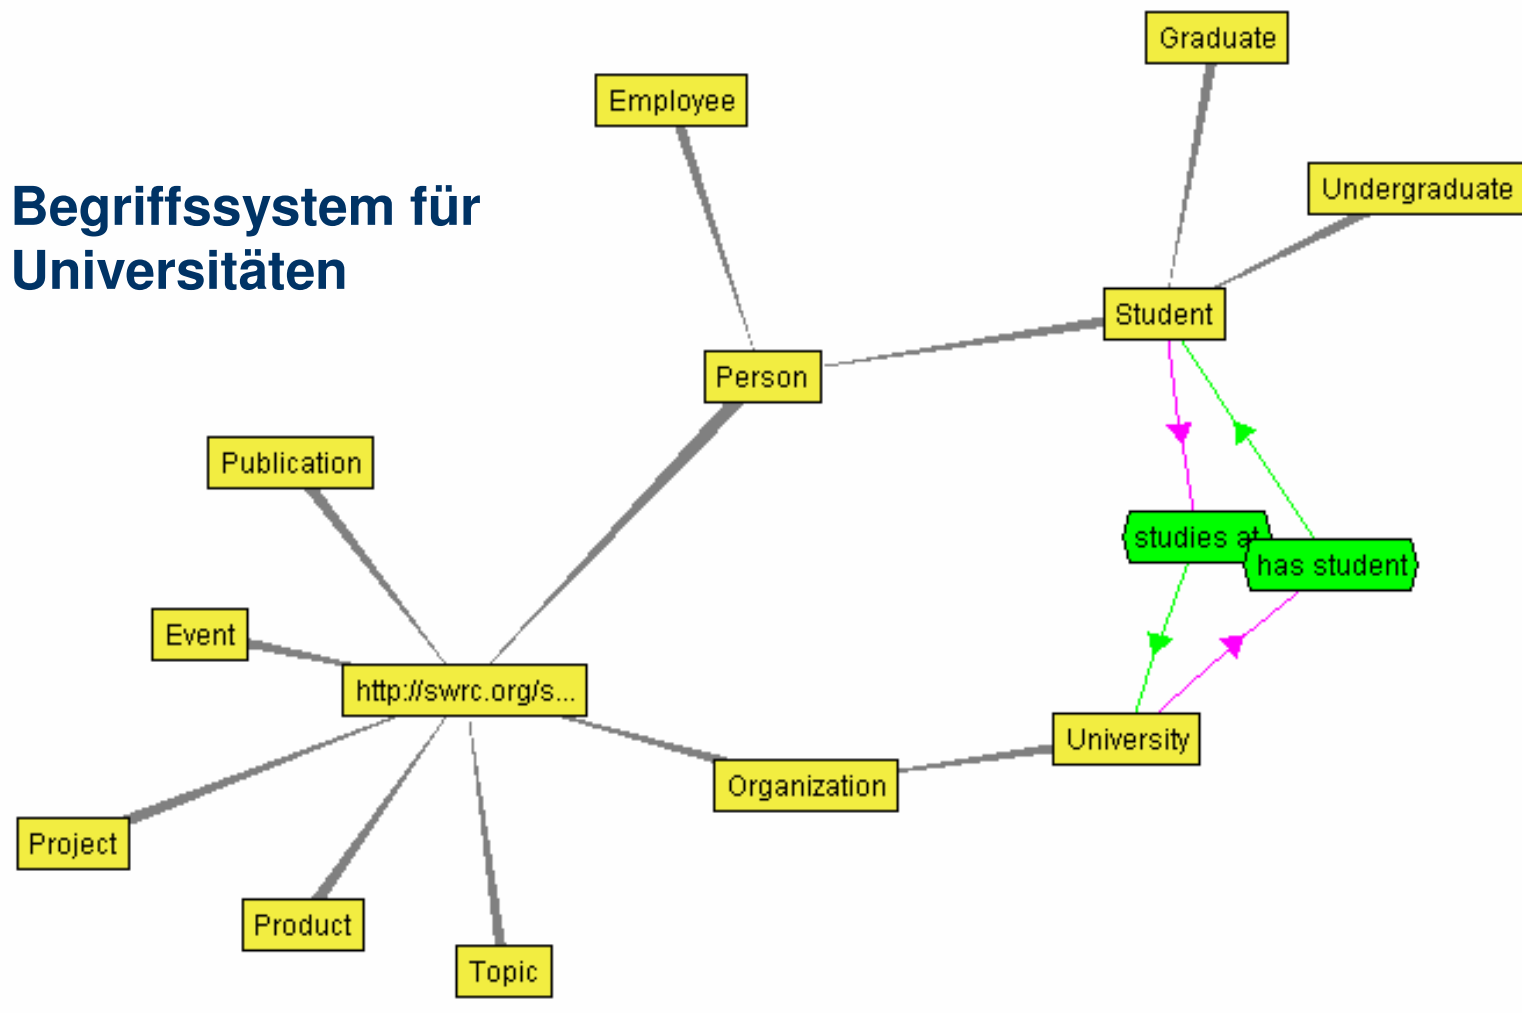 Graduate
Employee
Undergraduate
Begriffssystem für
Universitäten
Student
Person
Publication
studies at
has student
Event
http://swrc.org/s...
University
Organization
Project
Product
Topic